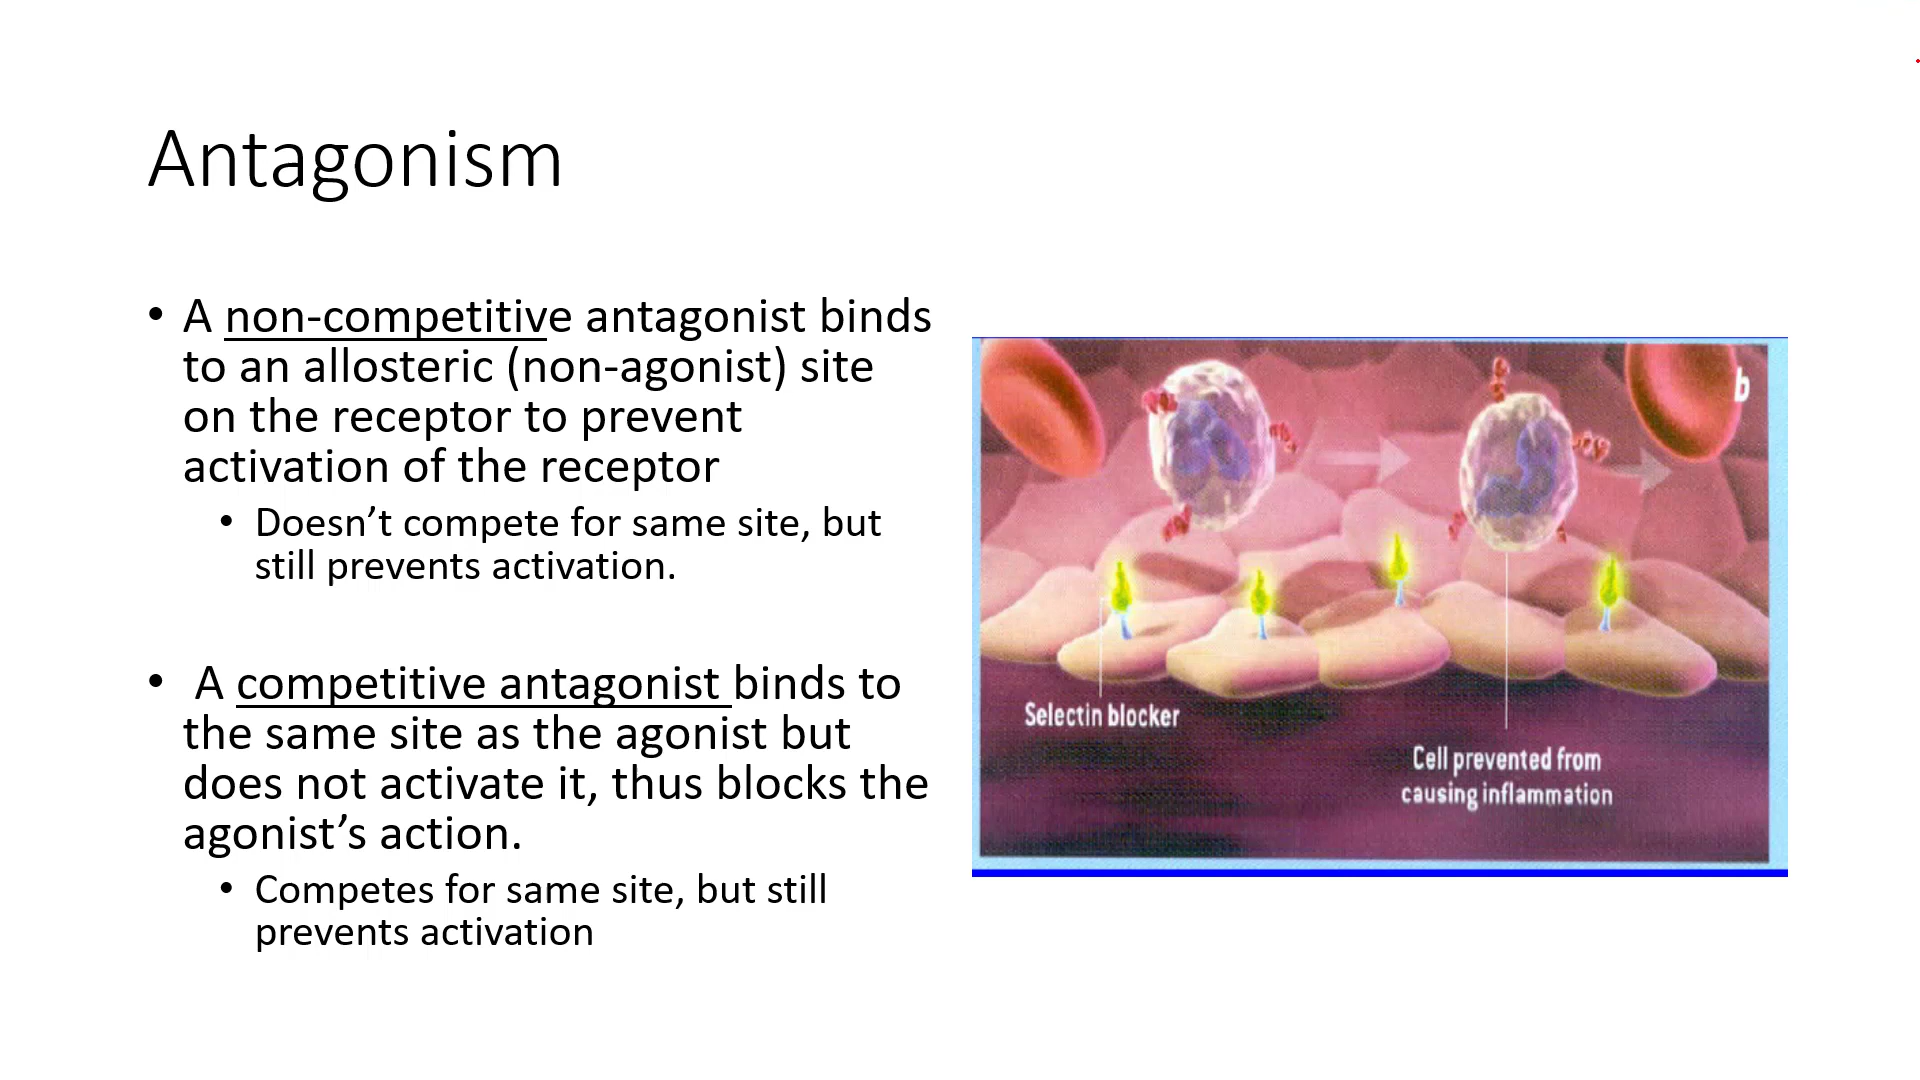 Antagonism
• A non-competitive antagonist binds
to an allosteric (non-agonist) site
on the receptor to prevent
activation of the receptor
• Doesn’t compete for same site, but
still prevents activation.
• A competitive antagonist binds to
the same site as the agonist but
does not activate it, thus blocks the
agonist’s action.
• Competes for same site, but still
prevents activation
b
Selectin blocker
Cell prevented from
causing inflammation